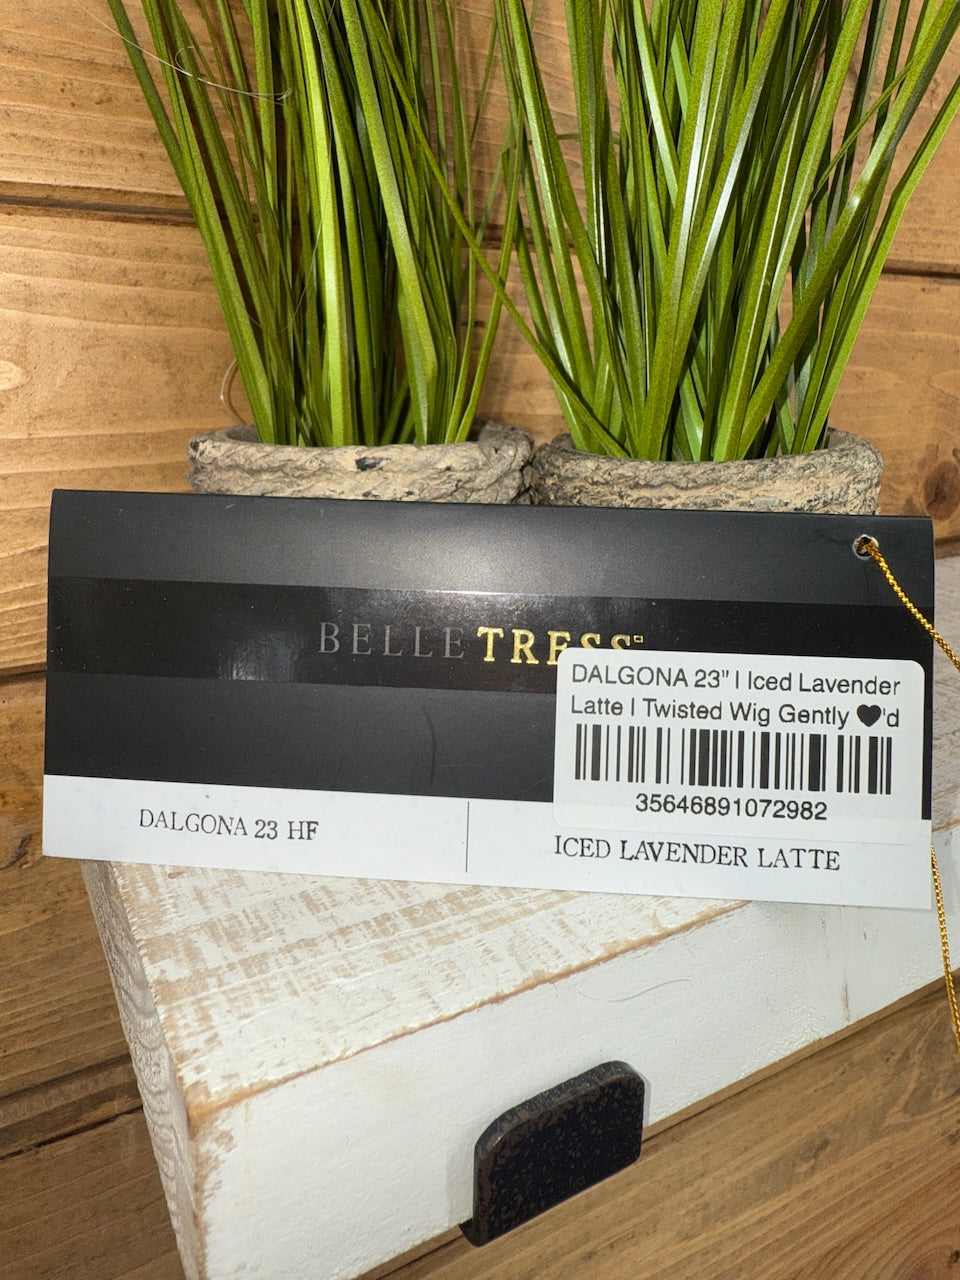 BELLETRESS
DALGONA 23" | Iced Lavender
Latte | Twisted Wig Gently 🖤'd
35646891072982
DALGONA 23 HF
ICED LAVENDER LATTE